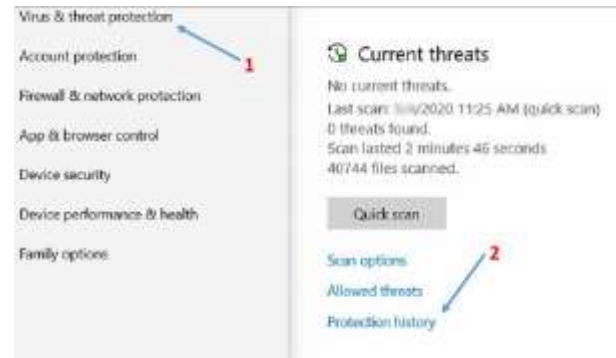 Virus & threat protection
1
Account protection
Firewall & network protection
App & browser control
Device security
Device performance & health
Family options
Current threats
No current threats.
Last scan: /2020 11:25 AM (quick scan)
0 threats found.
Scan lasted 2 minutes 46 seconds
40744 files scanned.
Quick scan
2
Scan options
Allowed threats
Protection history